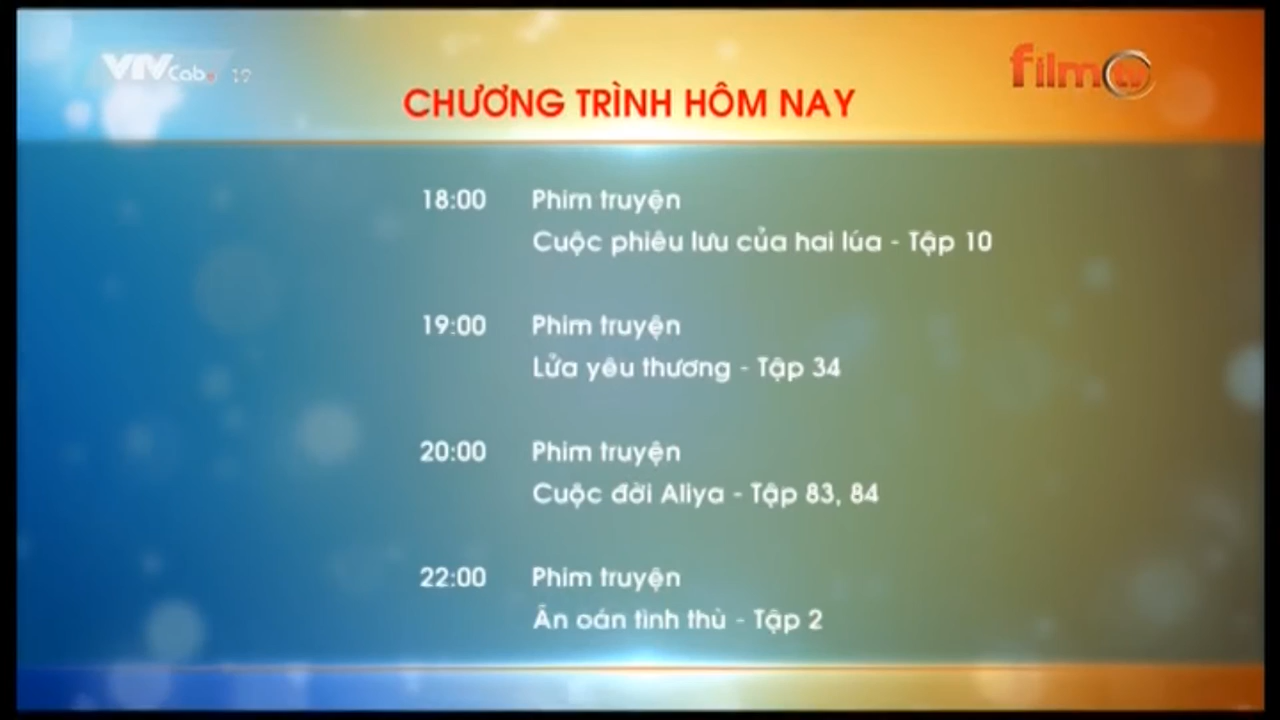 VTVCab 19
film tv
CHƯƠNG TRÌNH HÔM NAY
18:00 Phim truyện
Cuộc phiêu lưu của hai lúa - Tập 10
19:00 Phim truyện
Lửa yêu thương - Tập 34
20:00 Phim truyện
Cuộc đời Aliya - Tập 83, 84
22:00 Phim truyện
Ân oán tình thù - Tập 2